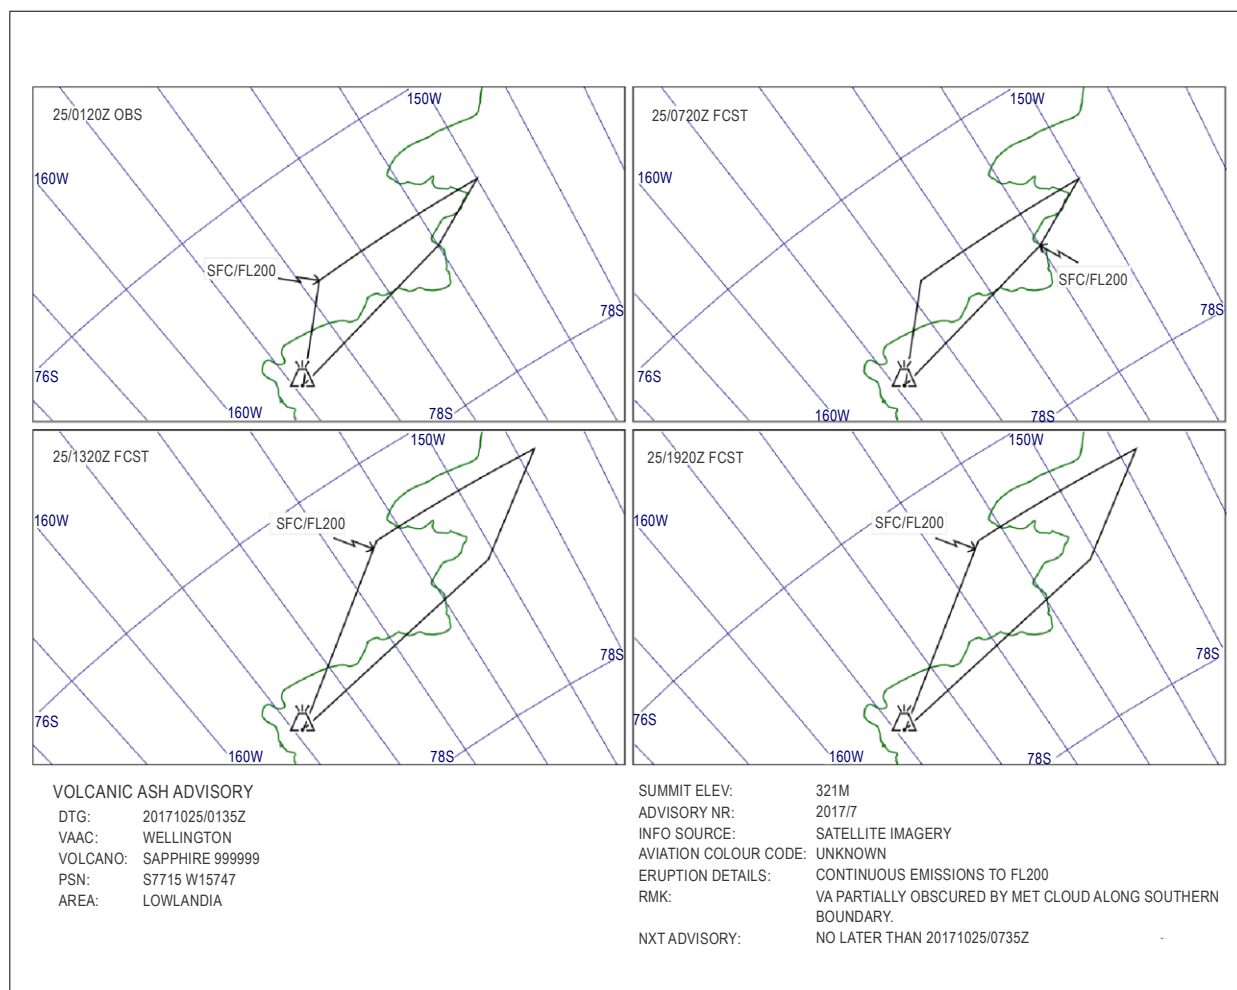 25/0120Z OBS
150W
160W
SFC/FL200
78S
76S
160W
78S
25/0720Z FCST
150W
160W
SFC/FL200
78S
76S
160W
78S
25/1320Z FCST
150W
SFC/FL200
160W
78S
76S
160W
78S
25/1920Z FCST
150W
SFC/FL200
160W
78S
76S
160W
78S
VOLCANIC ASH ADVISORY
DTG: 20171025/0135Z
VAAC: WELLINGTON
VOLCANO: SAPPHIRE 999999
PSN: S7715 W15747
AREA: LOWLANDIA
SUMMIT ELEV: 321M
ADVISORY NR: 2017/7
INFO SOURCE: SATELLITE IMAGERY
AVIATION COLOUR CODE: UNKNOWN
ERUPTION DETAILS: CONTINUOUS EMISSIONS TO FL200
RMK: VA PARTIALLY OBSCURED BY MET CLOUD ALONG SOUTHERN
BOUNDARY.
NXT ADVISORY: NO LATER THAN 20171025/0735Z